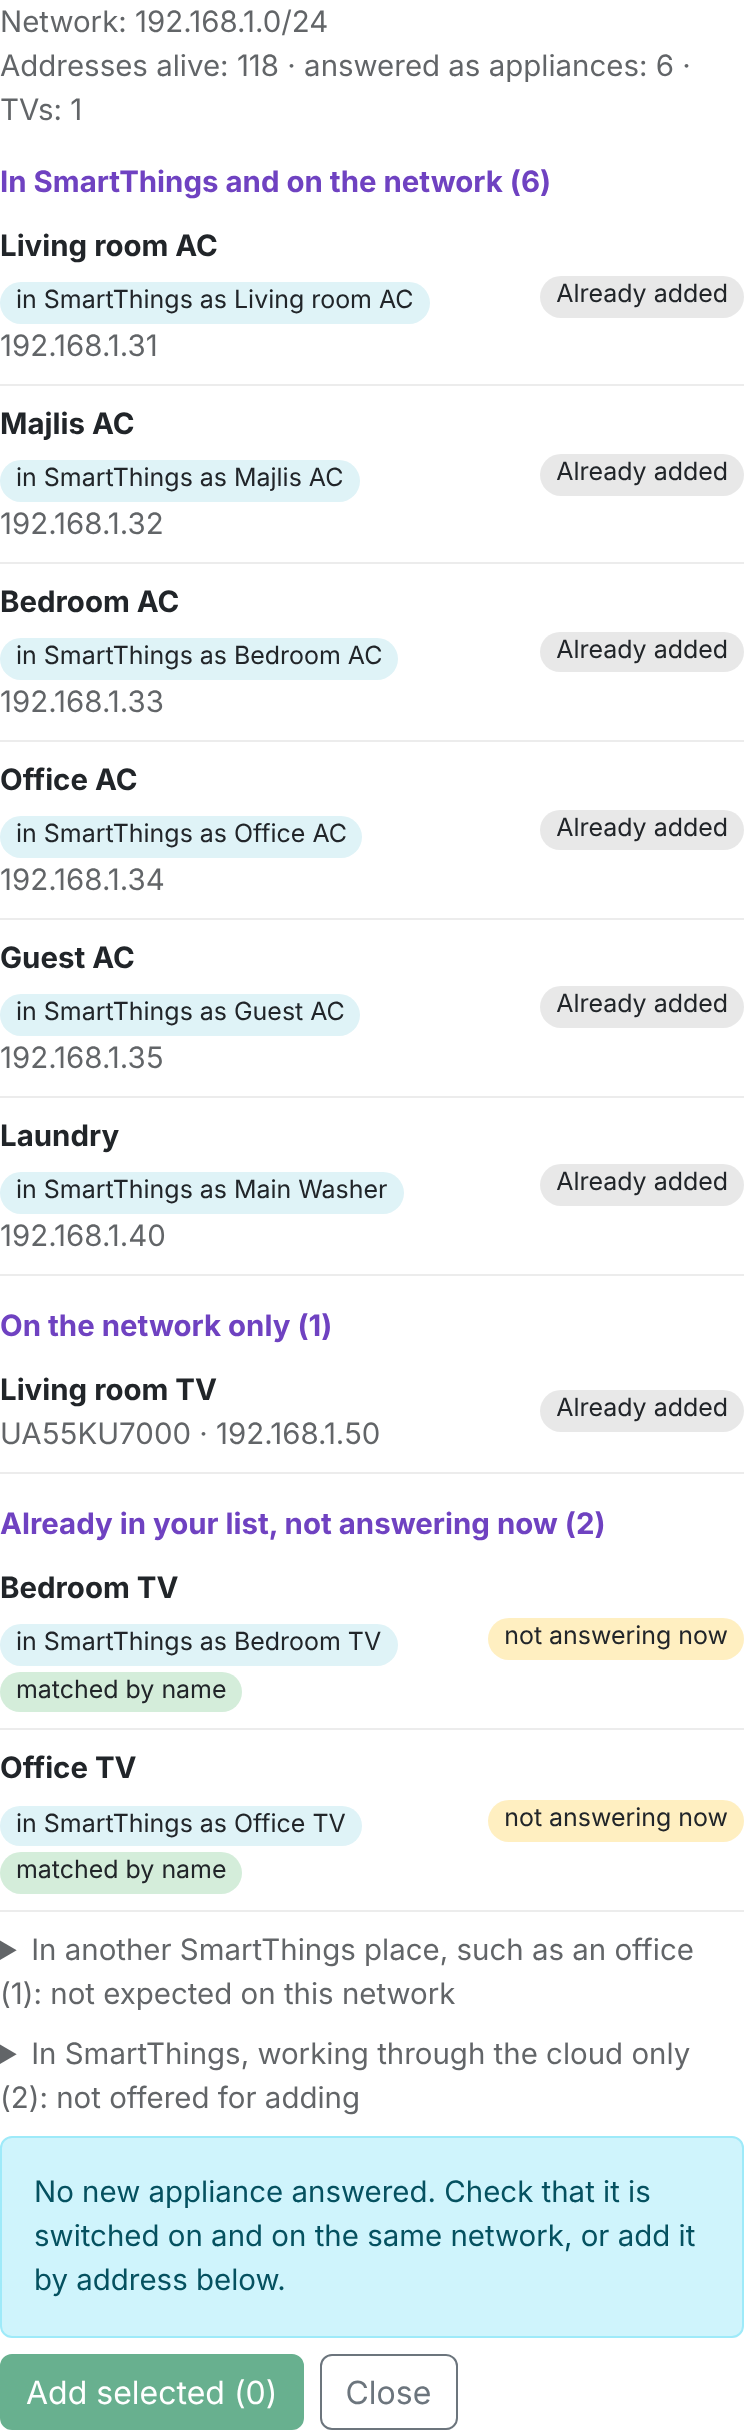 Network: 192.168.1.0/24
Addresses alive: 118 · answered as appliances: 6 ·
TVs: 1
In SmartThings and on the network (6)
Living room AC
in SmartThings as Living room AC
Already added
192.168.1.31
Majlis AC
in SmartThings as Majlis AC
Already added
192.168.1.32
Bedroom AC
in SmartThings as Bedroom AC
Already added
192.168.1.33
Office AC
in SmartThings as Office AC
Already added
192.168.1.34
Guest AC
in SmartThings as Guest AC
Already added
192.168.1.35
Laundry
in SmartThings as Main Washer
Already added
192.168.1.40
On the network only (1)
Living room TV
Already added
UA55KU7000 · 192.168.1.50
Already in your list, not answering now (2)
Bedroom TV
in SmartThings as Bedroom TV
not answering now
matched by name
Office TV
in SmartThings as Office TV
not answering now
matched by name
In another SmartThings place, such as an office
(1): not expected on this network
In SmartThings, working through the cloud only
(2): not offered for adding
No new appliance answered. Check that it is
switched on and on the same network, or add it
by address below.
Add selected (0)
Close